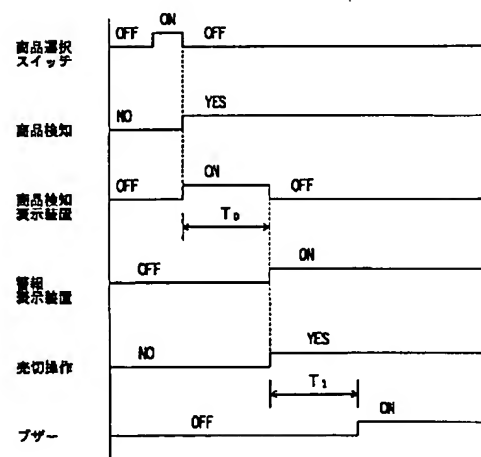 ON
OFF OFF
商品選択
スイッチ
NO YES
商品検知
ON
OFF OFF
商品検知
表示装置
T₀
OFF ON
警報
表示装置
NO YES
売切操作
T₁
OFF ON
ブザー